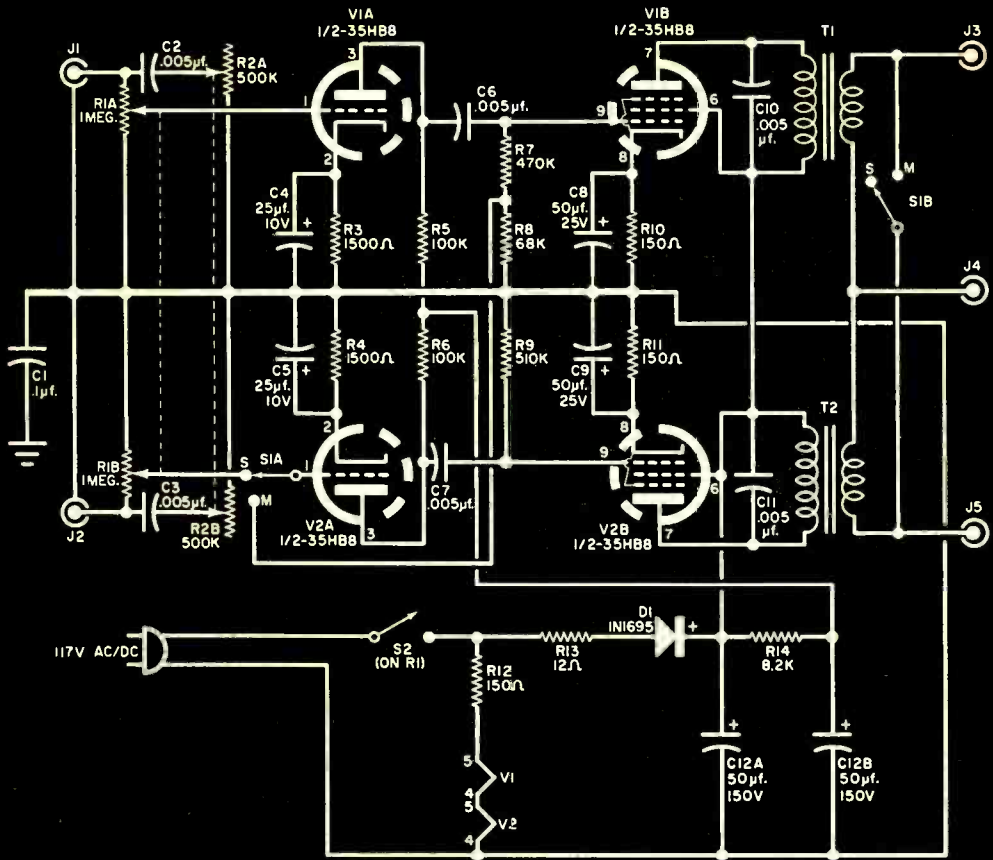 V1A
1/2-35HB8
V1B
1/2-35HB8
J1
C2
.005µf.
R2A
500K
3
7
T1
J3
R1A
1 MEG.
1
C6
.005µf.
9
6
C10
.005
µf.
2
8
R7
470K
S
M
S1B
C4
25µf.
10V
+
R3
1500Ω
R5
100K
R8
68K
C8
50µf.
25V
+
R10
150Ω
J4
C1
.1µf.
R4
1500Ω
C5
25µf.
10V
+
R6
100K
R9
510K
R11
150Ω
C9
50µf.
25V
+
T2
R1B
1 MEG.
2
8
S
S1A
1
9
6
M
C3
.005µf.
J2
R2B
500K
C7
.005µf.
C11
.005
µf.
J5
V2A
1/2-35HB8
3
V2B
1/2-35HB8
7
117V AC/DC
S2
(ON R1)
R13
12Ω
D1
IN1695
+
R14
8.2K
R12
150Ω
5
V1
4
5
V2
4
+
C12A
50µf.
150V
+
C12B
50µf.
150V